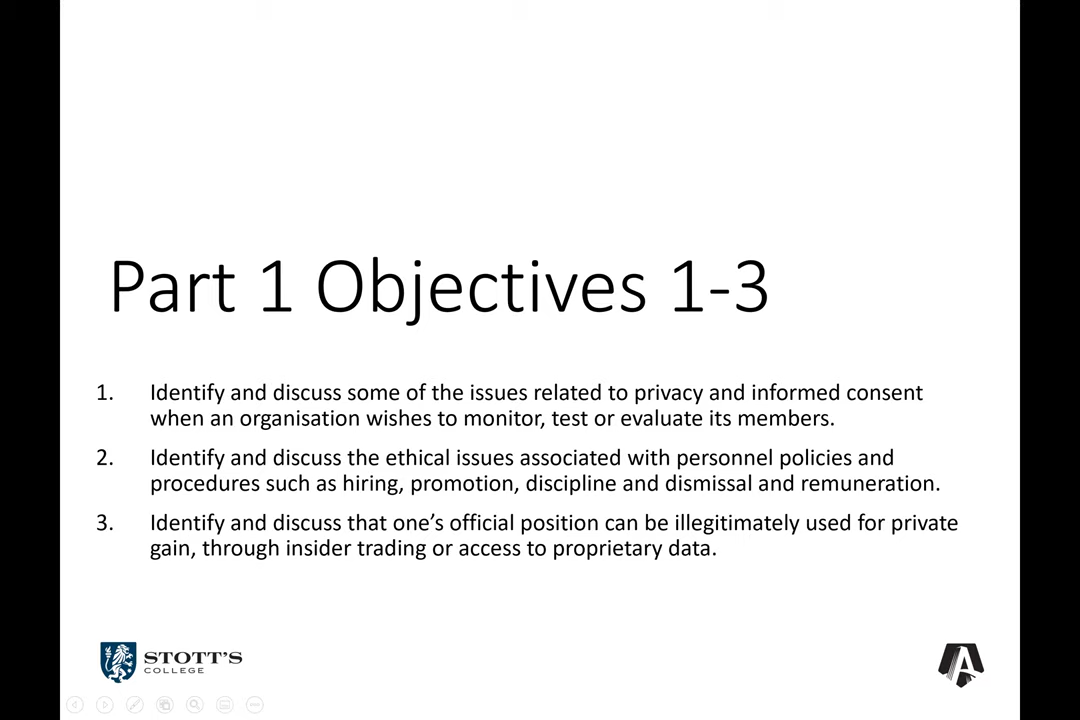 Part 1 Objectives 1-3
1. Identify and discuss some of the issues related to privacy and informed consent
when an organisation wishes to monitor, test or evaluate its members.
2. Identify and discuss the ethical issues associated with personnel policies and
procedures such as hiring, promotion, discipline and dismissal and remuneration.
3. Identify and discuss that one’s official position can be illegitimately used for private
gain, through insider trading or access to proprietary data.
STOTT'S
COLLEGE
A